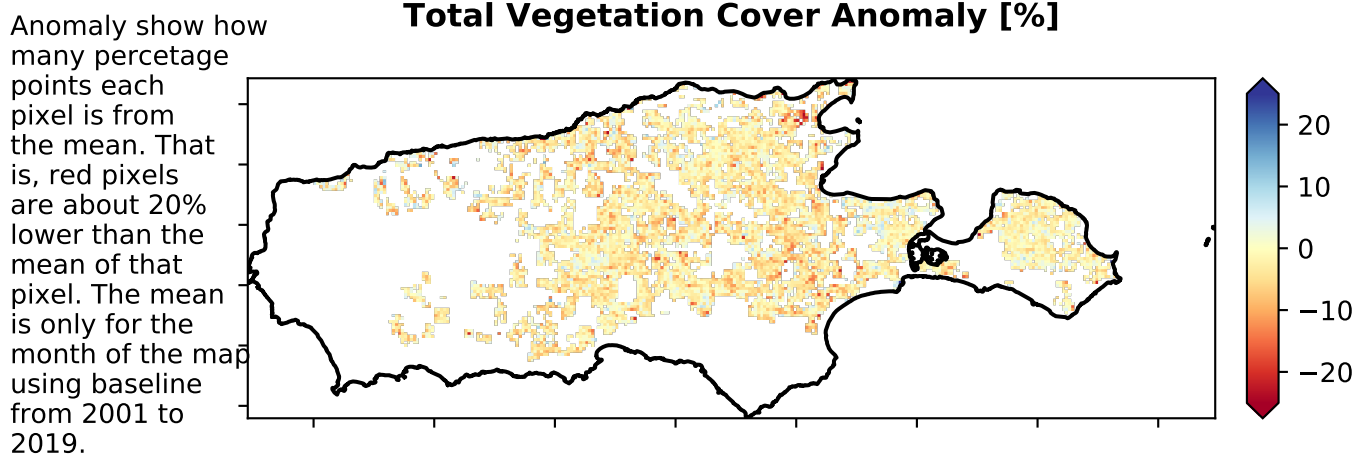 Total Vegetation Cover Anomaly [%]
Anomaly show how
many percetage
points each
pixel is from
the mean. That
is, red pixels
are about 20%
lower than the
mean of that
pixel. The mean
is only for the
month of the map
using baseline
from 2001 to
2019.
20
10
0
−10
−20